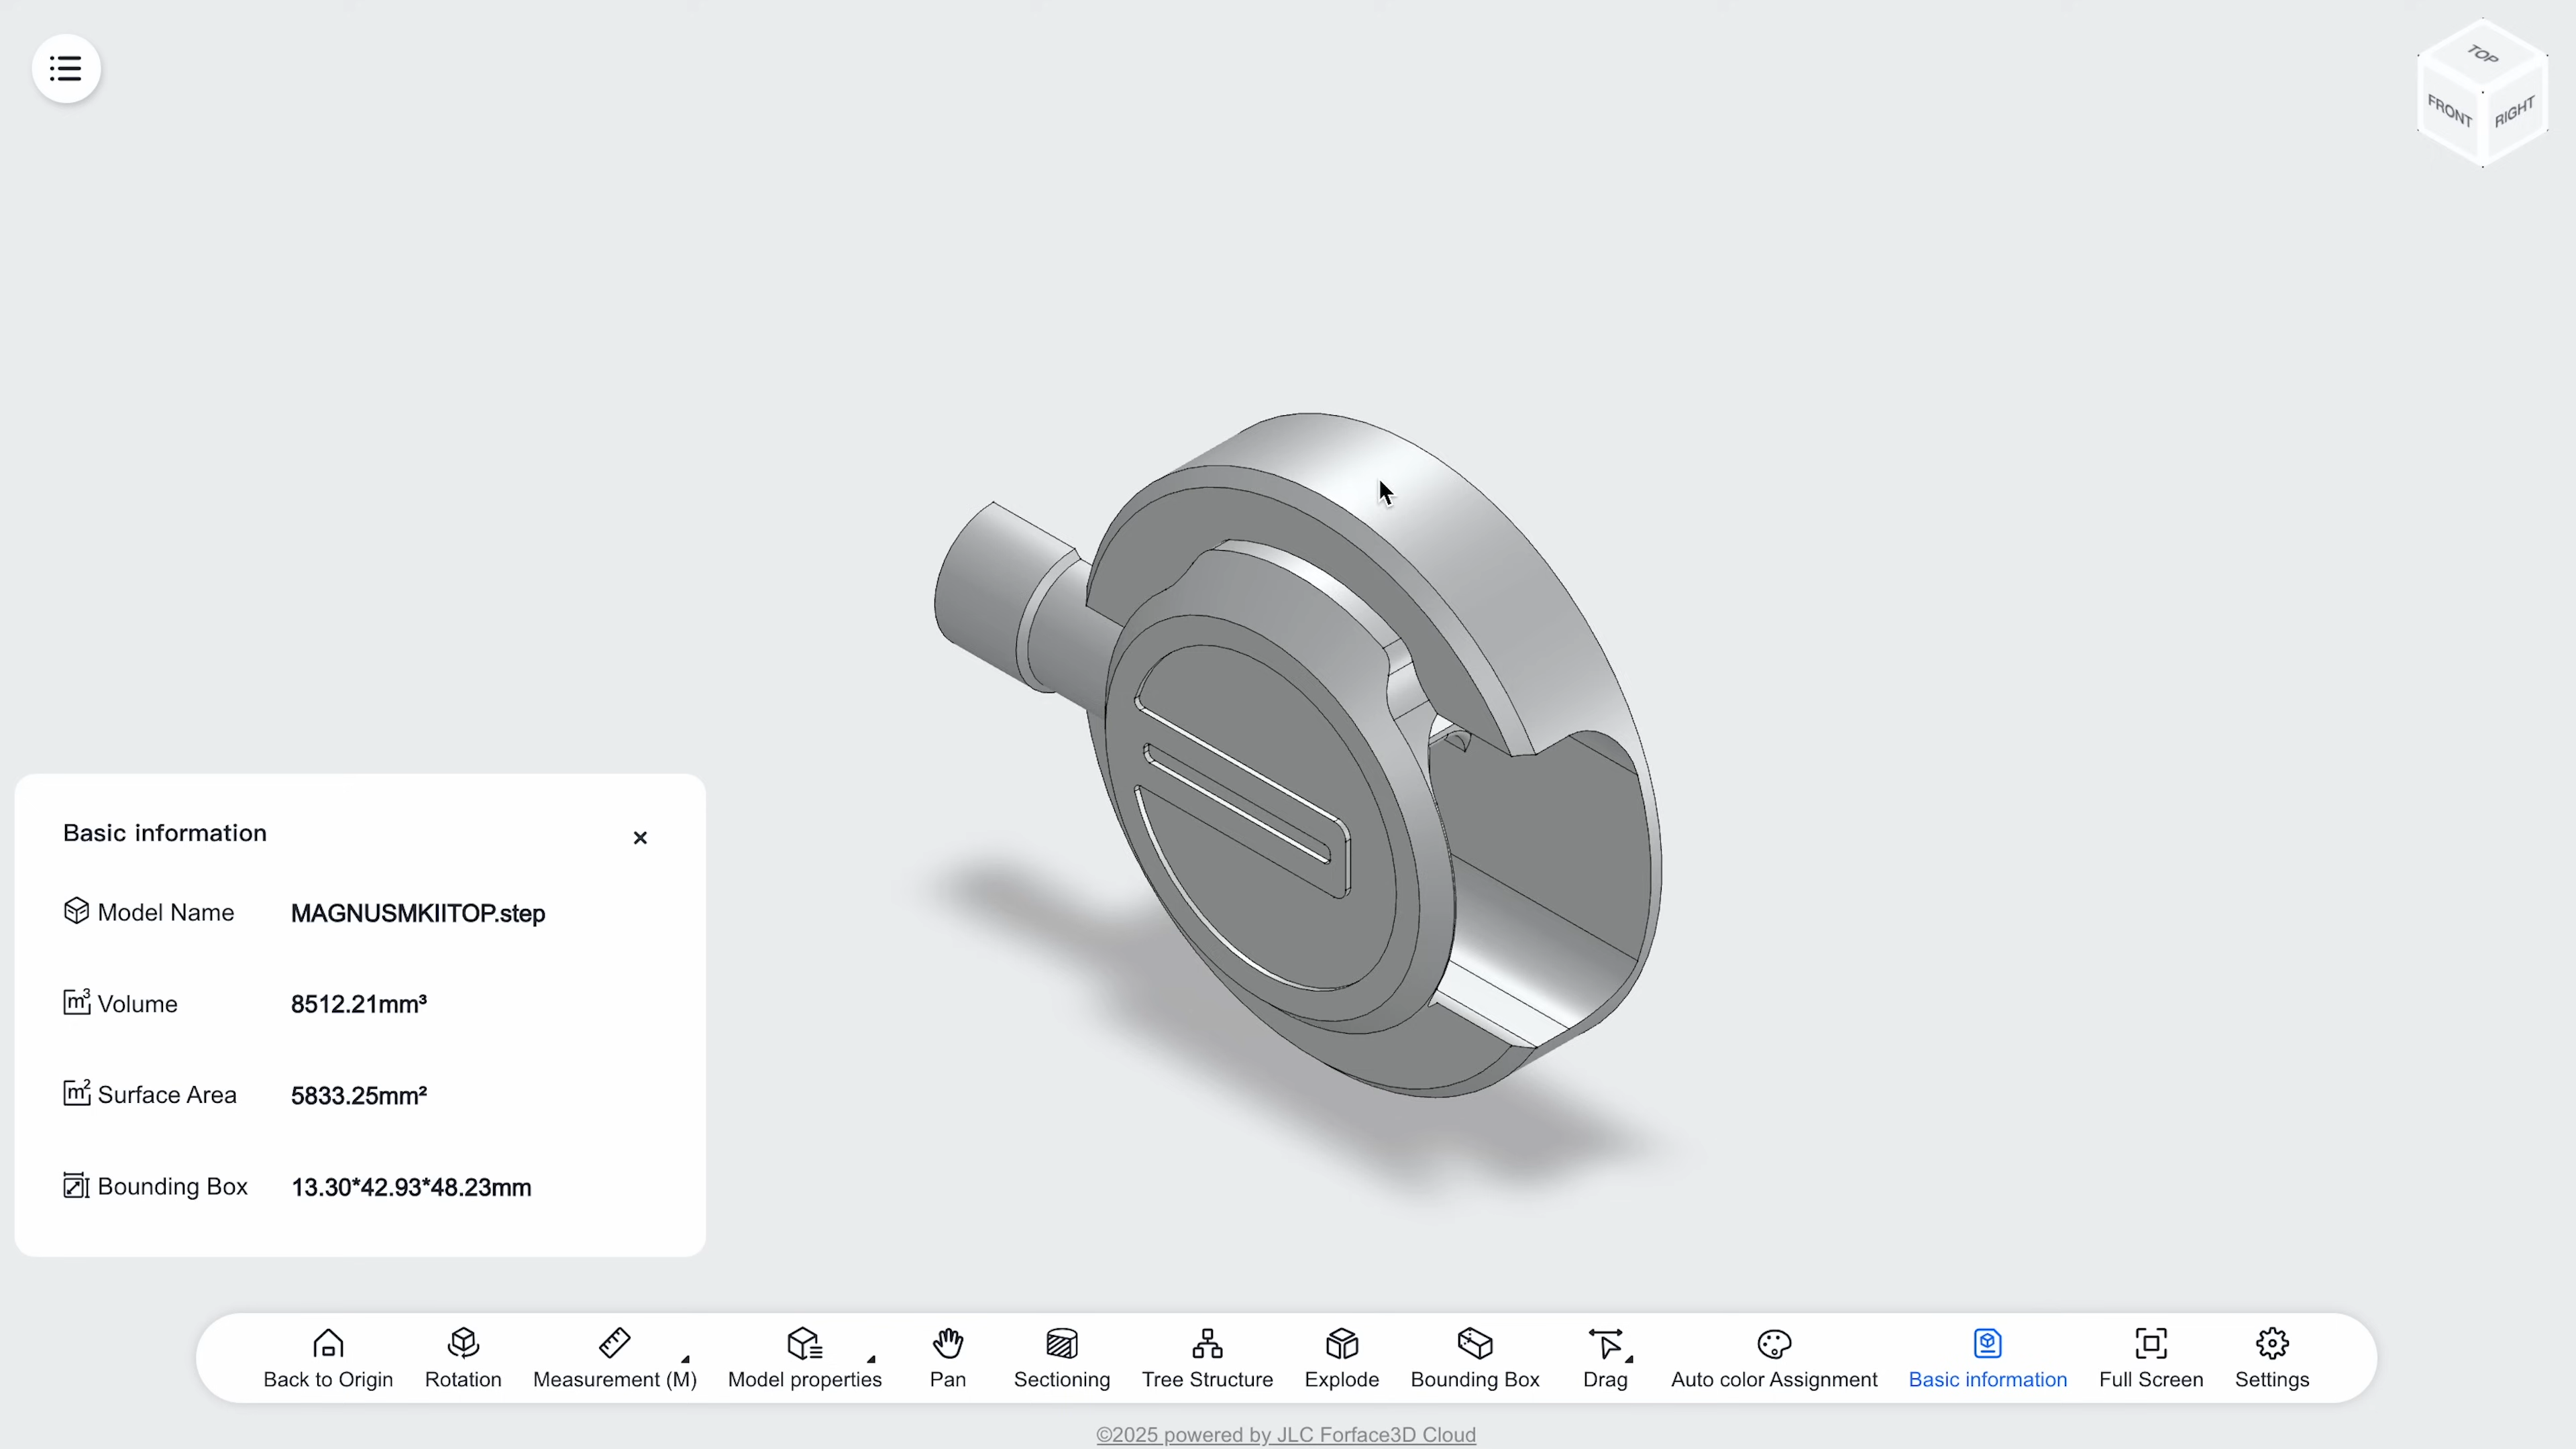 TOP
FRONT
RIGHT
Basic information
×
Model Name MAGNUSMKIITOP.step
m³ Volume 8512.21mm³
m² Surface Area 5833.25mm²
Bounding Box 13.30*42.93*48.23mm
Back to Origin Rotation Measurement (M) Model properties Pan Sectioning Tree Structure Explode Bounding Box Drag Auto color Assignment Basic information Full Screen Settings
©2025 powered by JLC Forface3D Cloud